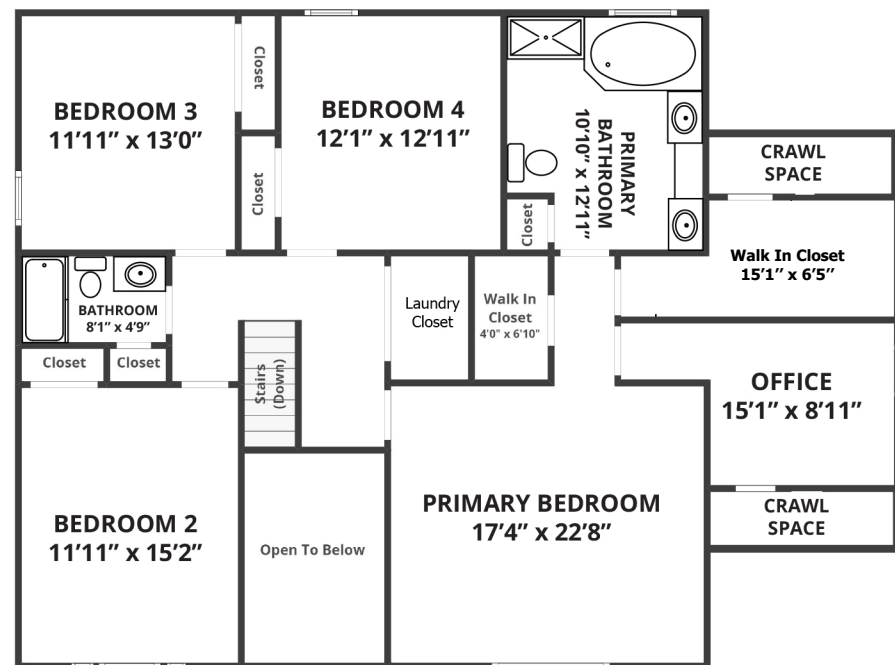 BEDROOM 3
11’11” x 13’0”
Closet
Closet
BEDROOM 4
12’1” x 12’11”
PRIMARY
BATHROOM
10’10” x 12’11”
Closet
CRAWL
SPACE
Walk In Closet
15’1” x 6’5”
BATHROOM
8’1” x 4’9”
Closet
Closet
Stairs
(Down)
Laundry
Closet
Walk In
Closet
4'0" x 6'10"
OFFICE
15’1” x 8’11”
CRAWL
SPACE
BEDROOM 2
11’11” x 15’2”
Open To Below
PRIMARY BEDROOM
17’4” x 22’8”